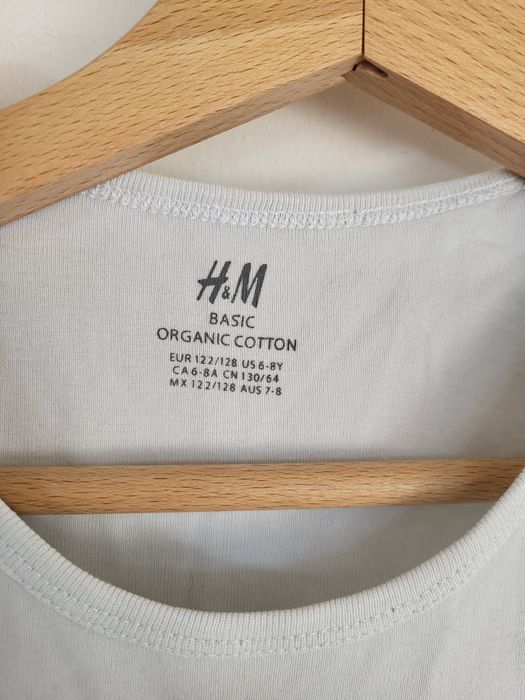 H&M
BASIC
ORGANIC COTTON
EUR 122/128 US 6-8Y
CA 6-8A CN 130/64
MX 122/128 AUS 7-8